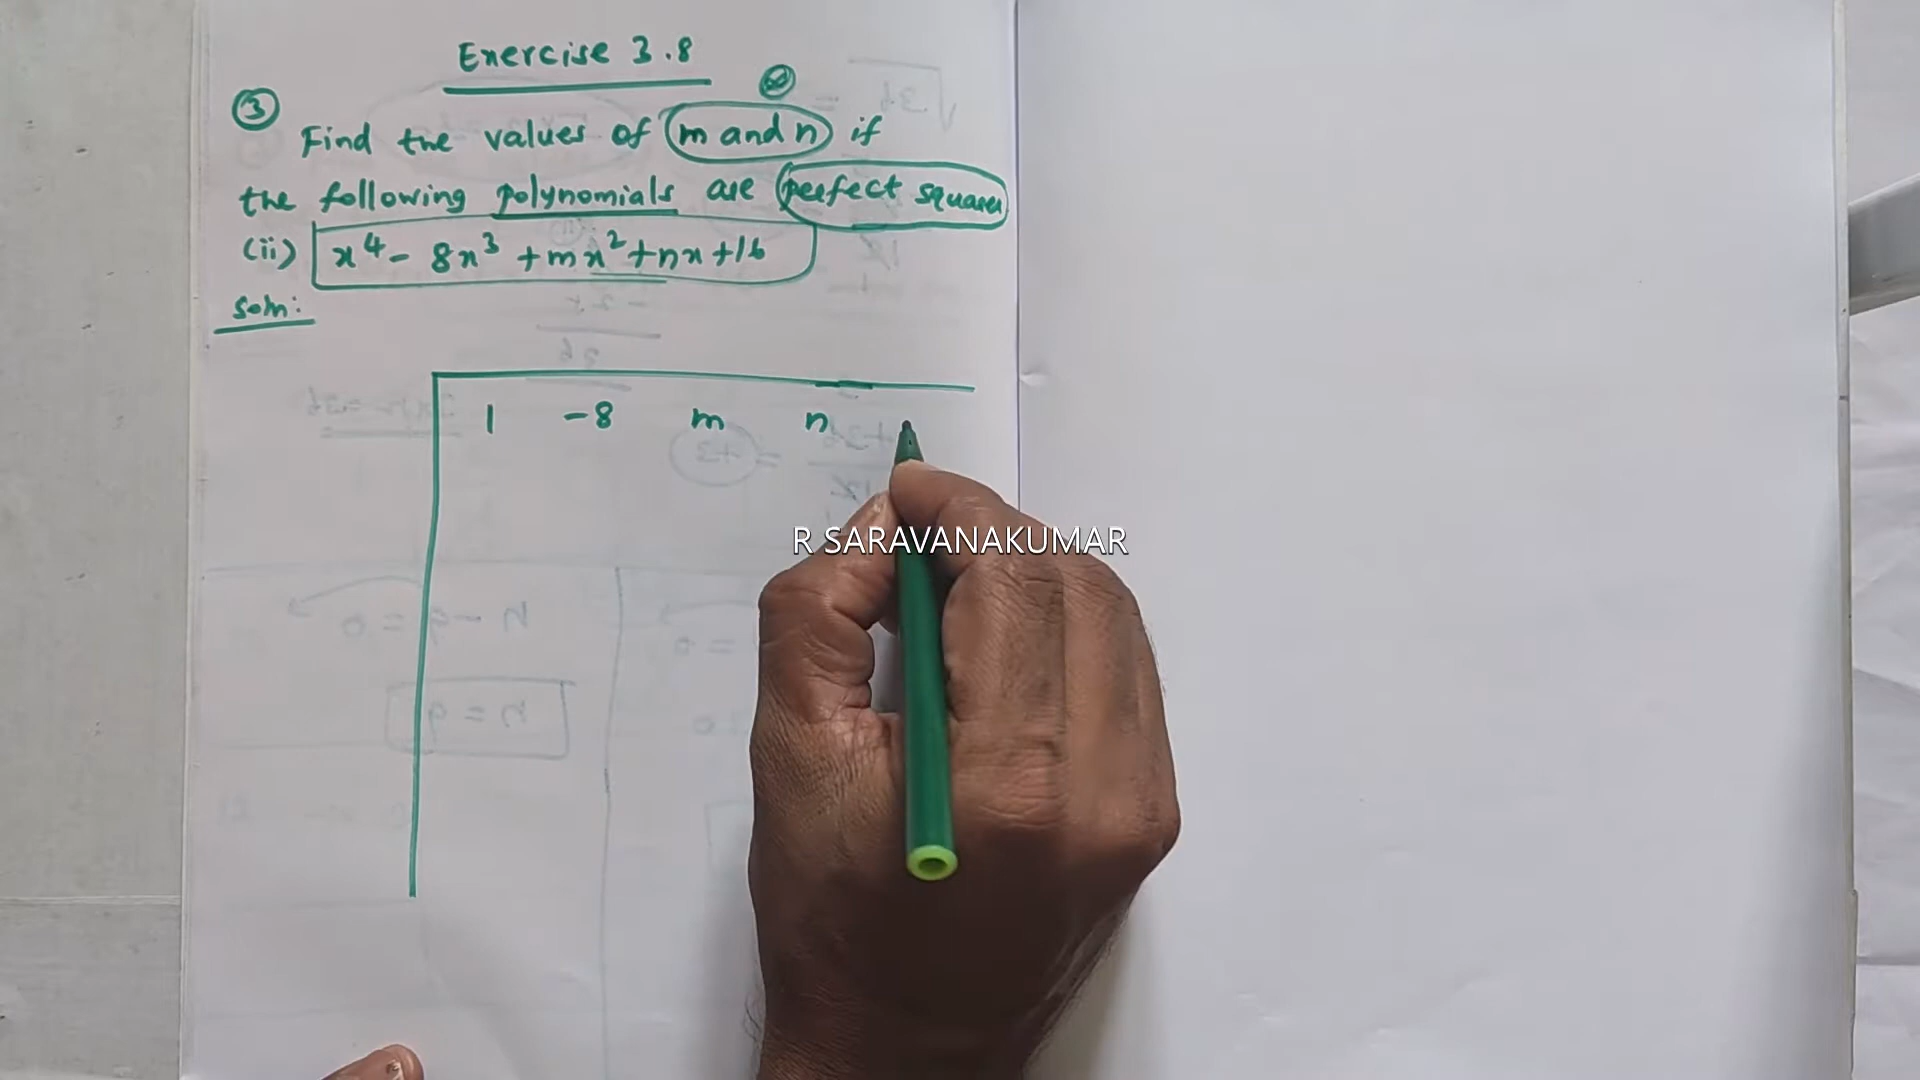 Exercise 3.8
③
Find the values of m and n if
the following polynomials are perfect squares
(ii) x⁴ - 8x³ + mx² + nx + 16
Soln:
1 -8 m n
R SARAVANAKUMAR